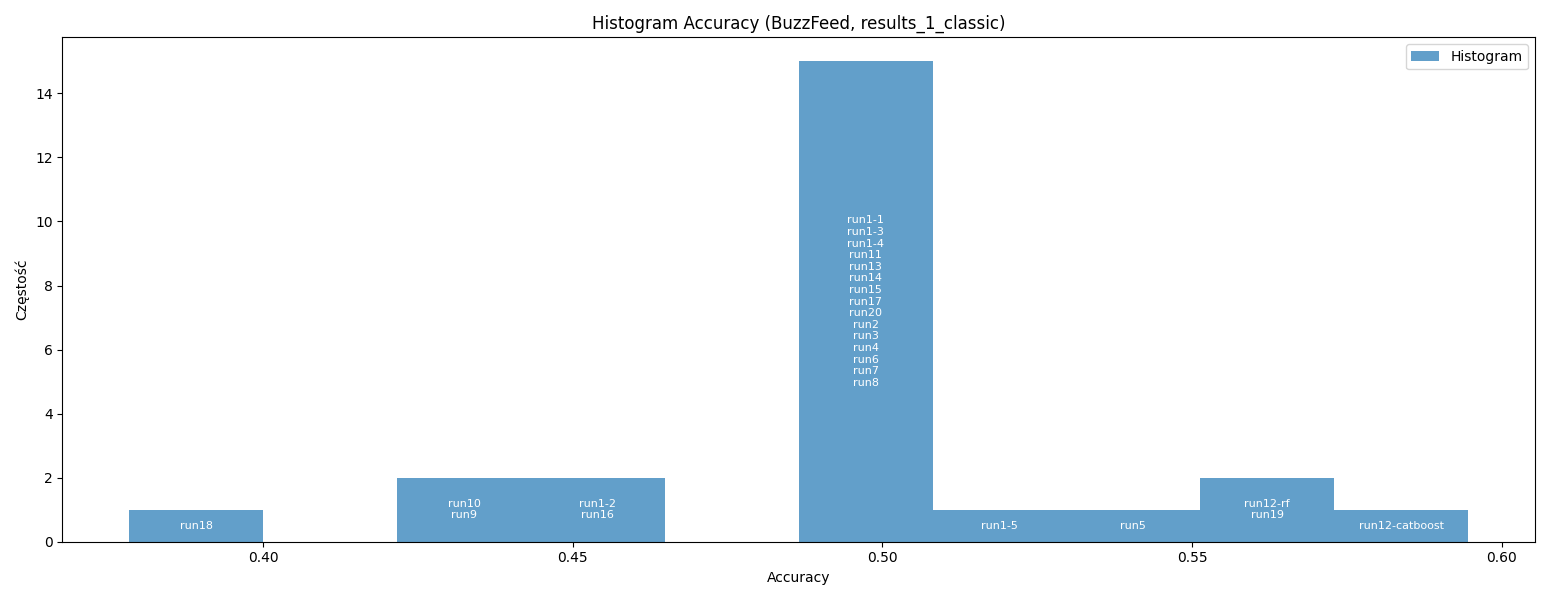 Histogram Accuracy (BuzzFeed, results_1_classic)
Histogram
14
12
10
8
6
4
2
0
Częstość
run18
run10
run9
run1-2
run16
run1-1
run1-3
run1-4
run11
run13
run14
run15
run17
run20
run2
run3
run4
run6
run7
run8
run1-5
run5
run12-rf
run19
run12-catboost
0.40
0.45
0.50
0.55
0.60
Accuracy